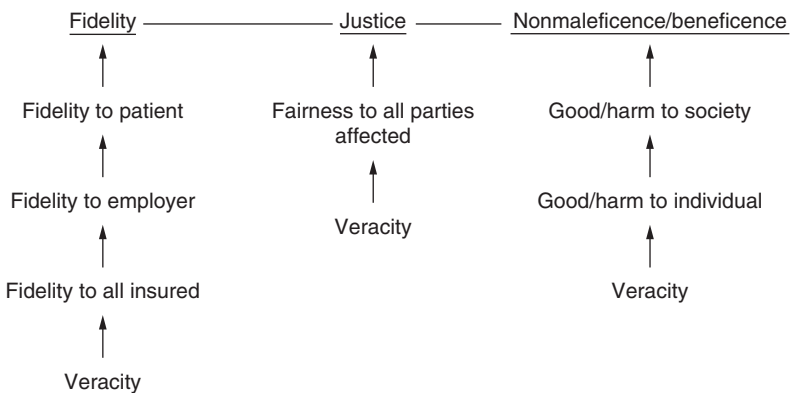 Fidelity
Justice
Nonmaleficence/beneficence
Fidelity to patient
Fairness to all parties
affected
Good/harm to society
Fidelity to employer
Good/harm to individual
Veracity
Fidelity to all insured
Veracity
Veracity